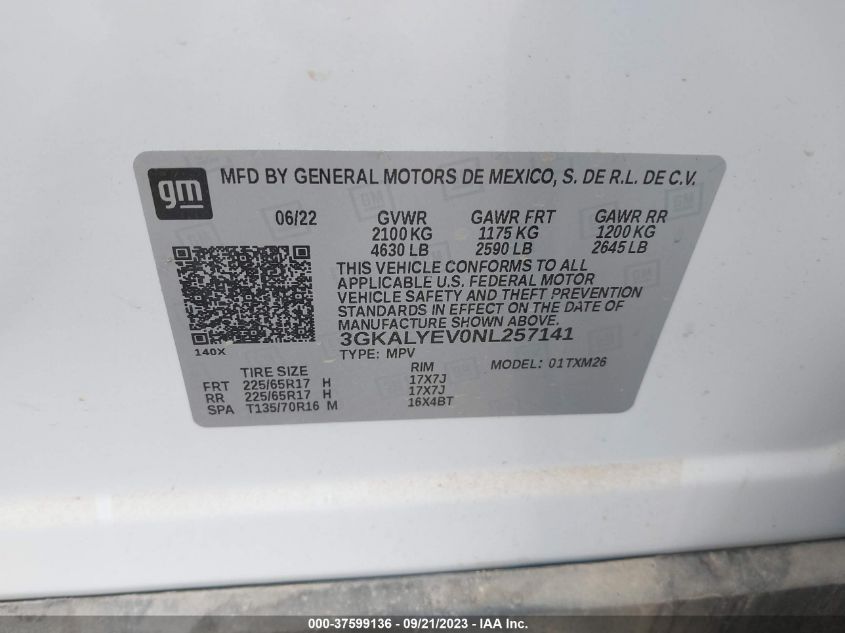 gm MFD BY GENERAL MOTORS DE MEXICO, S. DE R.L. DE C.V.
06/22 GVWR GAWR FRT GAWR RR
2100 KG 1175 KG 1200 KG
4630 LB 2590 LB 2645 LB
THIS VEHICLE CONFORMS TO ALL
APPLICABLE U.S. FEDERAL MOTOR
VEHICLE SAFETY AND THEFT PREVENTION
STANDARDS IN EFFECT ON THE DATE OF
MANUFACTURE SHOWN ABOVE.
3GKALYEV0NL257141
140X TYPE: MPV MODEL: 01TXM26
TIRE SIZE RIM
FRT 225/65R17 H 17X7J
RR 225/65R17 H 17X7J
SPA T135/70R16 M 16X4BT
000-37599136 - 09/21/2023 - IAA Inc.